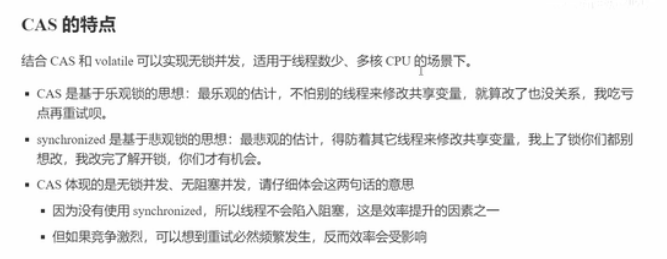 CAS 的特点
结合 CAS 和 volatile 可以实现无锁并发，适用于线程数少、多核 CPU 的场景下。
CAS 是基于乐观锁的思想：最乐观的估计，不怕别的线程来修改共享变量，就算改了也没关系，我吃亏
点再重试呗。
synchronized 是基于悲观锁的思想：最悲观的估计，得防着其它线程来修改共享变量，我上了锁你们都别
想改，我改完了解开锁，你们才有机会。
CAS 体现的是无锁并发、无阻塞并发，请仔细体会这两句话的意思
因为没有使用 synchronized，所以线程不会陷入阻塞，这是效率提升的因素之一
但如果竞争激烈，可以想到重试必然频繁发生，反而效率会受影响